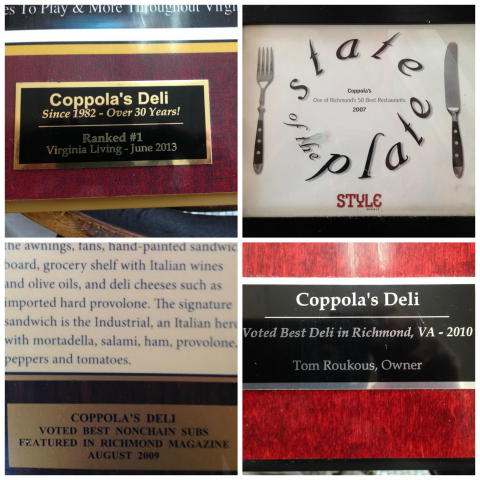 es To Play & More Throughout Virgi
Coppola's Deli
Since 1982 - Over 30 Years!
Ranked #1
Virginia Living - June 2013
state of the plate
Coppola's
One of Richmond's 50 Best Restaurants
2007
STYLE
the awnings, fans, hand-painted sandwic
board, grocery shelf with Italian wines
and olive oils, and deli cheeses such as
imported hard provolone. The signature
sandwich is the Industrial, an Italian hero
with mortadella, salami, ham, provolone,
peppers and tomatoes.
COPPOLA'S DELI
VOTED BEST NONCHAIN SUBS
FEATURED IN RICHMOND MAGAZINE
AUGUST 2009
Coppola's Deli
Voted Best Deli in Richmond, VA - 2010
Tom Roukous, Owner